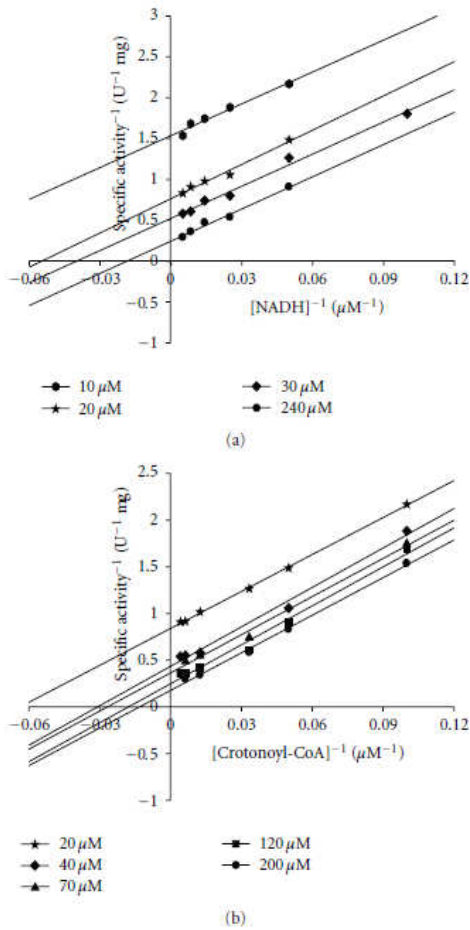 3
2.5
2
1.5
1
0.5
0
−0.5
−1
−0.06 −0.03 0 0.03 0.06 0.09 0.12
Specific activity−1 (U−1 mg)
[NADH]−1 (µM−1)
10 µM
20 µM
30 µM
240 µM
(a)
2.5
2
1.5
1
0.5
0
−0.5
−1
−0.06 −0.03 0 0.03 0.06 0.09 0.12
Specific activity−1 (U−1 mg)
[Crotonoyl-CoA]−1 (µM−1)
20 µM
40 µM
70 µM
120 µM
200 µM
(b)